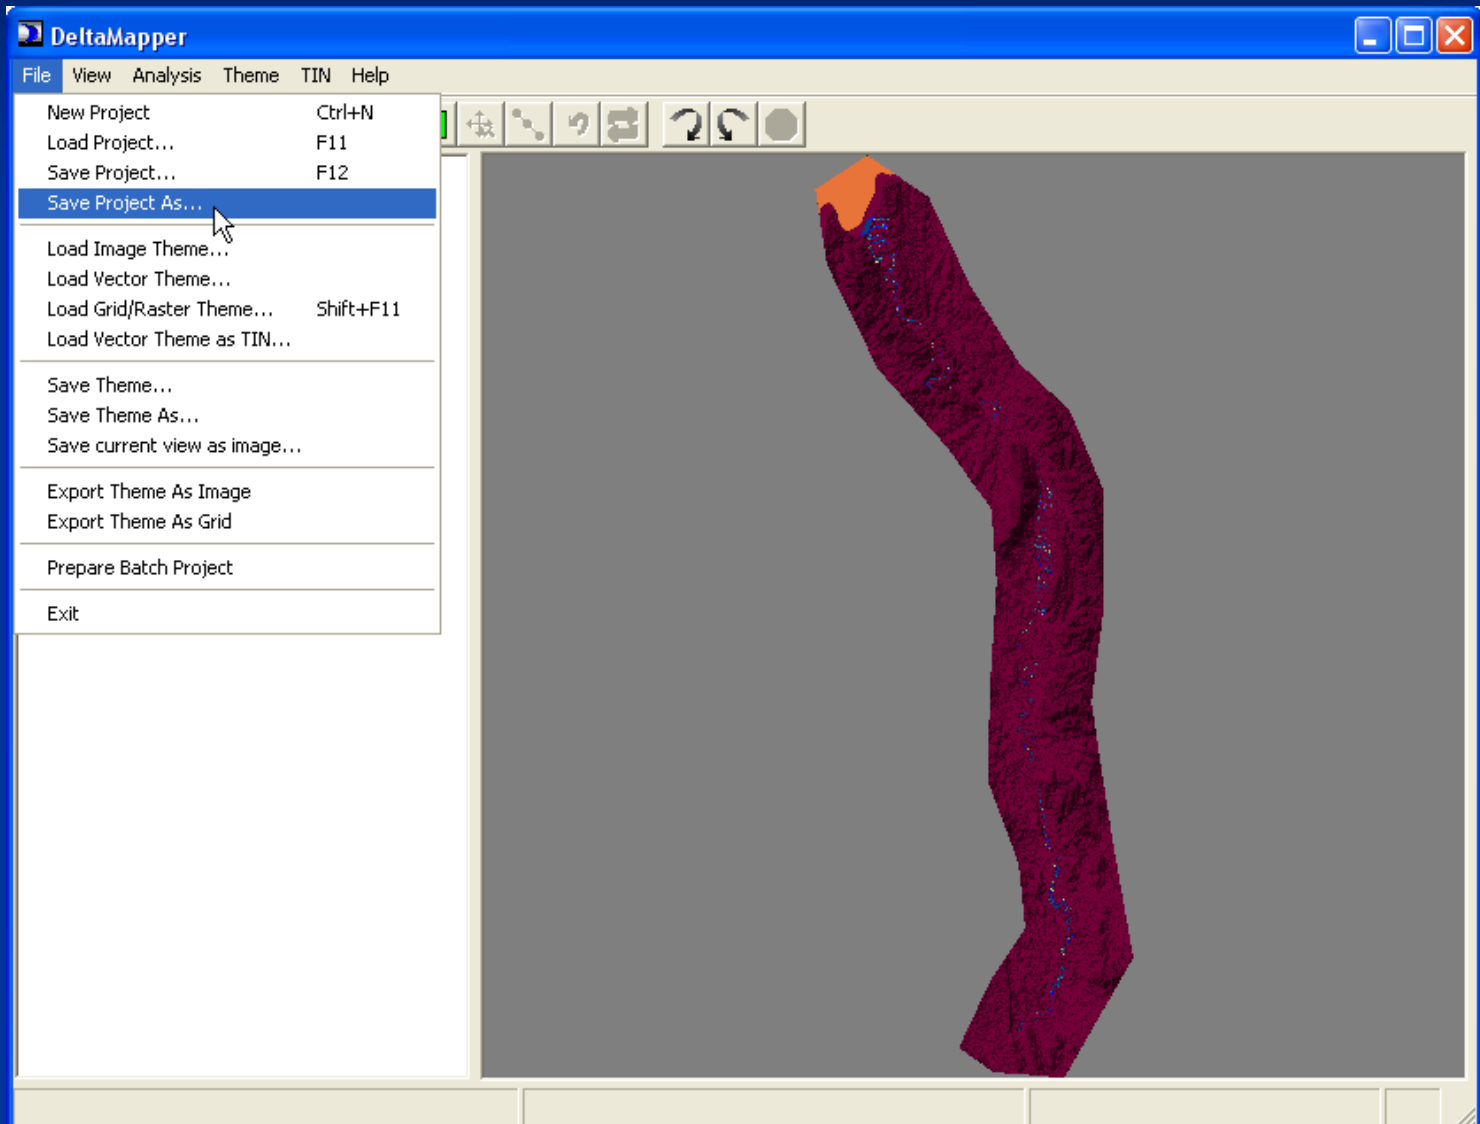 DeltaMapper
File View Analysis Theme TIN Help
New Project Ctrl+N
Load Project... F11
Save Project... F12
Save Project As...
Load Image Theme...
Load Vector Theme...
Load Grid/Raster Theme... Shift+F11
Load Vector Theme as TIN...
Save Theme...
Save Theme As...
Save current view as image...
Export Theme As Image
Export Theme As Grid
Prepare Batch Project
Exit